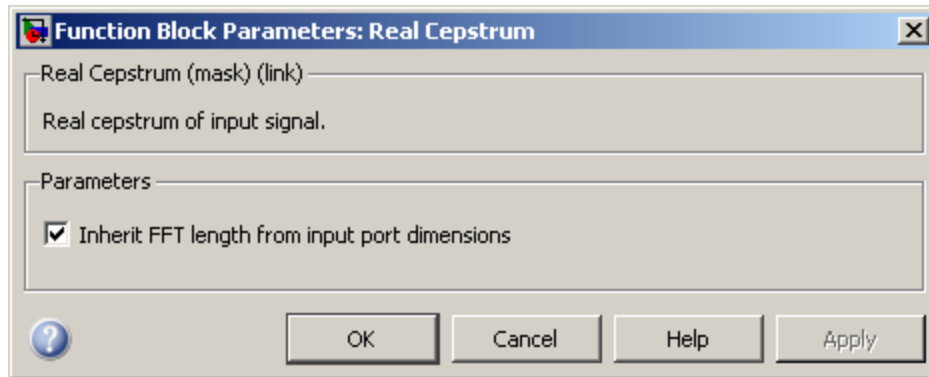 Function Block Parameters: Real Cepstrum
Real Cepstrum (mask) (link)
Real cepstrum of input signal.
Parameters
Inherit FFT length from input port dimensions
OK Cancel Help Apply